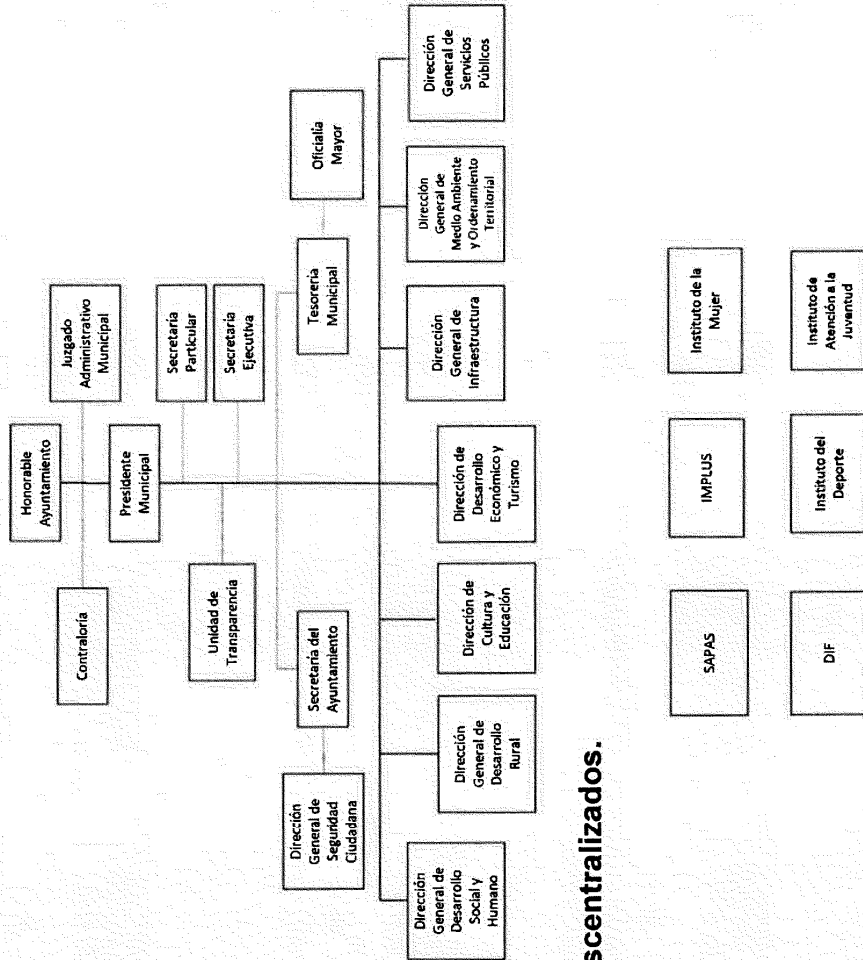 Honorable
Ayuntamiento
Contraloría
Juzgado
Administrativo
Municipal
Presidente
Municipal
Secretaría
Particular
Unidad de
Transparencia
Secretaría
Ejecutiva
Secretaría del
Ayuntamiento
Tesorería
Municipal
Dirección
General de
Seguridad
Ciudadana
Oficialía
Mayor
Dirección
General de
Desarrollo
Social y
Humano
Dirección
General de
Desarrollo
Rural
Dirección de
Cultura y
Educación
Dirección de
Desarrollo
Económico y
Turismo
Dirección
General de
Infraestructura
Dirección
General de
Medio Ambiente
y Ordenamiento
Territorial
Dirección
General de
Servicios
Públicos
scentralizados.
SAPAS
IMPLUS
Instituto de la
Mujer
DIF
Instituto del
Deporte
Instituto de
Atención a la
Juventud